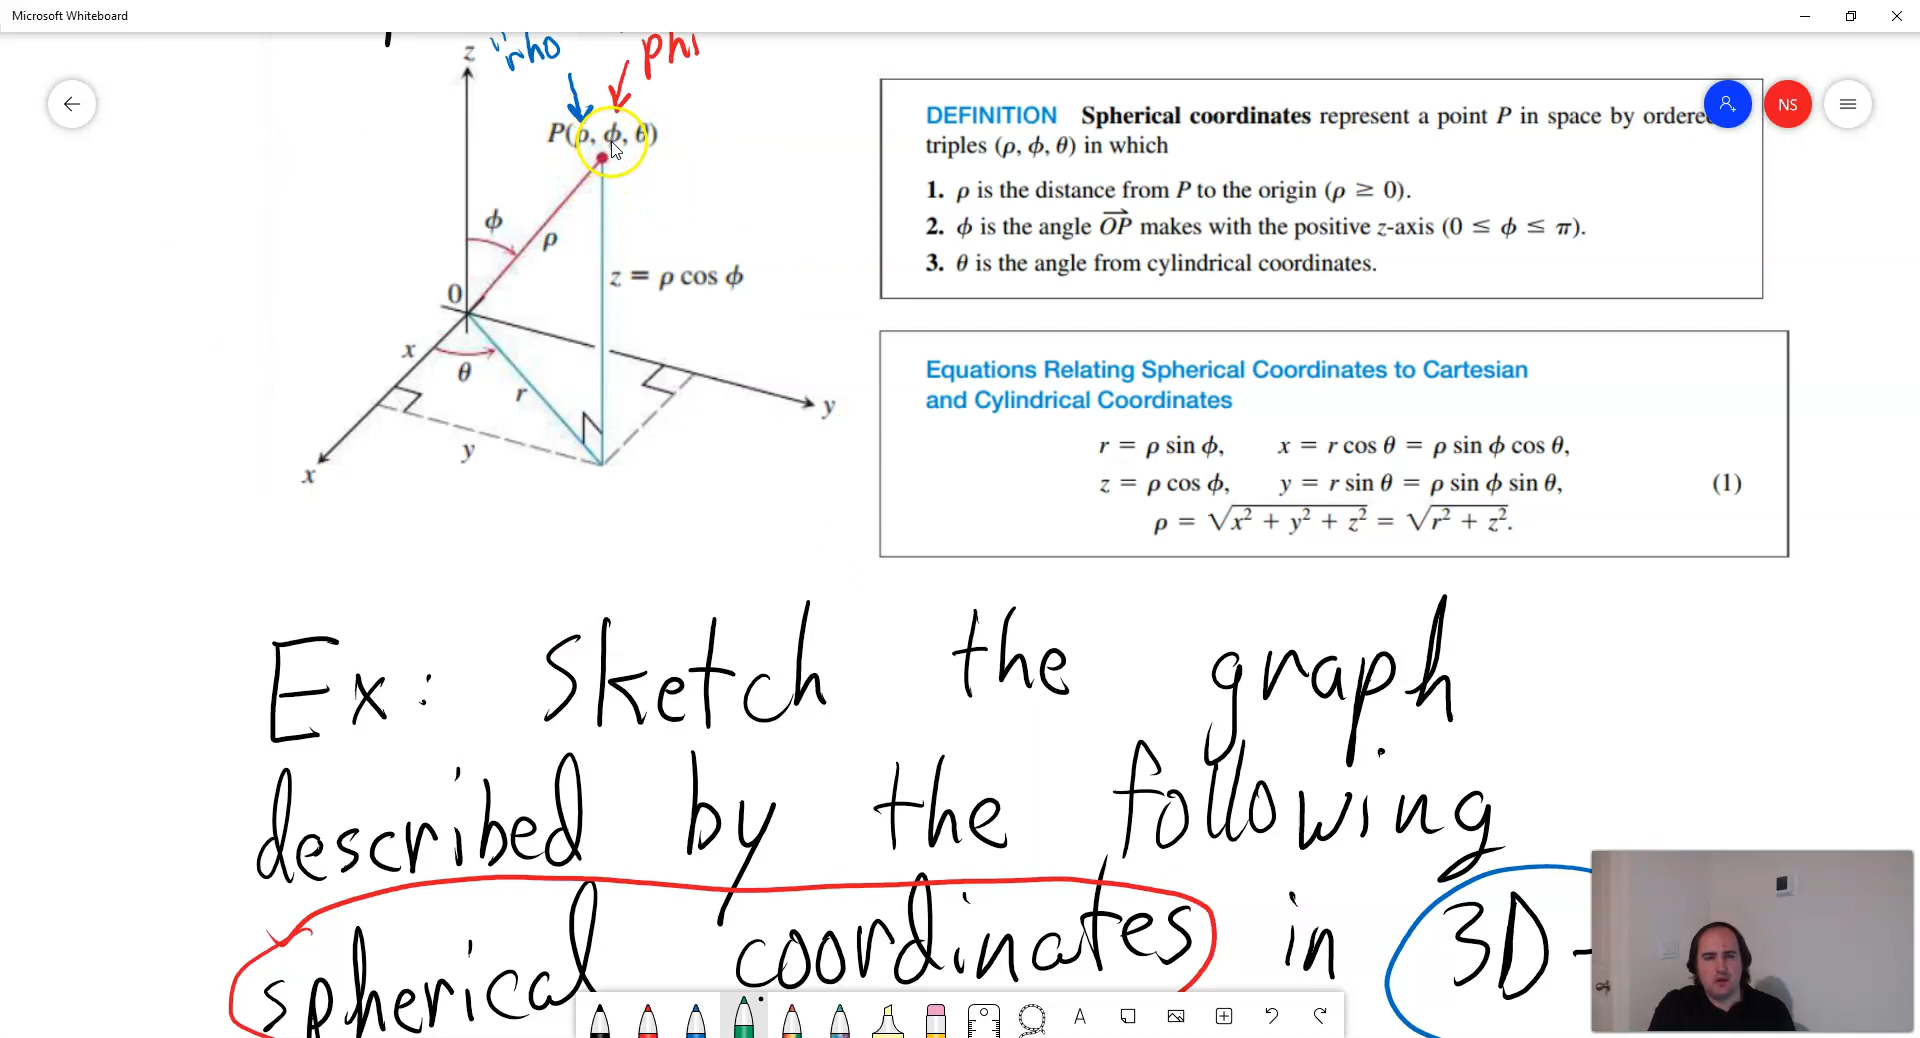 Microsoft Whiteboard
"rho
phi
z
P(ρ, ϕ, θ)
ϕ
ρ
z = ρ cos ϕ
0
x
θ
r
y
y
x
NS
DEFINITION Spherical coordinates represent a point P in space by ordere
triples (ρ, ϕ, θ) in which
1. ρ is the distance from P to the origin (ρ ≥ 0).
2. ϕ is the angle O͞P⃗ makes with the positive z-axis (0 ≤ ϕ ≤ π).
3. θ is the angle from cylindrical coordinates.
Equations Relating Spherical Coordinates to Cartesian
and Cylindrical Coordinates
r = ρ sin ϕ, x = r cos θ = ρ sin ϕ cos θ,
z = ρ cos ϕ, y = r sin θ = ρ sin ϕ sin θ, (1)
ρ = √x² + y² + z² = √r² + z².
Ex: Sketch the graph
described by the following
spherical coordinates in 3D-
A